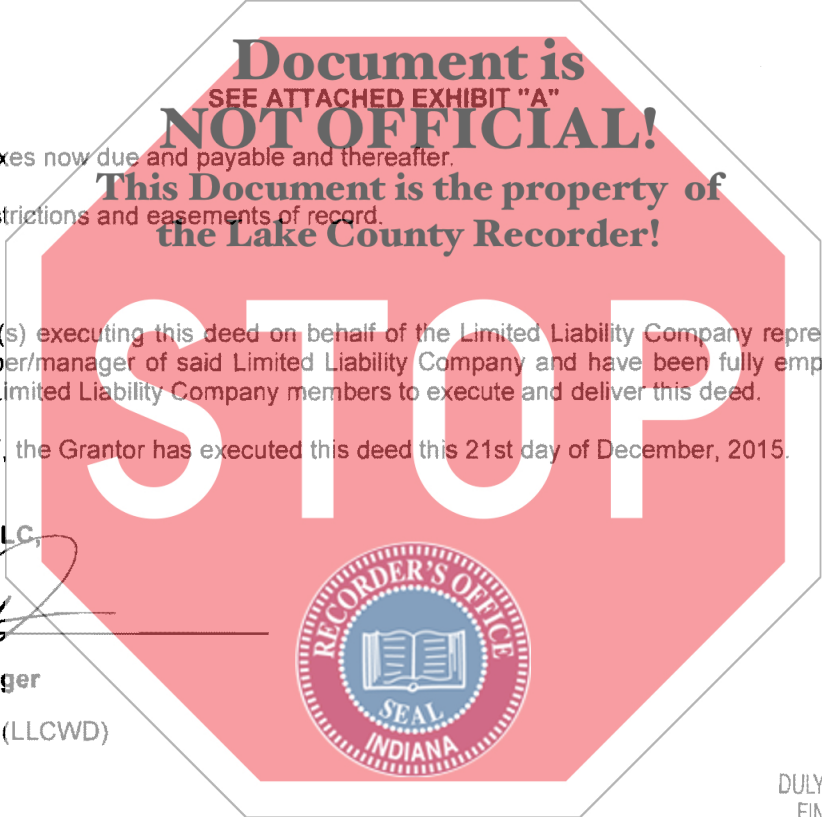 Document is
SEE ATTACHED EXHIBIT "A"
NOT OFFICIAL!
xes now due and payable and thereafter.
This Document is the property of
strictions and easements of record.
the Lake County Recorder!
(s) executing this deed on behalf of the Limited Liability Company repre
er/manager of said Limited Liability Company and have been fully emp
imited Liability Company members to execute and deliver this deed.
, the Grantor has executed this deed this 21st day of December, 2015.
STOP
LC,
RECORDER'S OFFICE
SEAL
INDIANA
ger
(LLCWD)
DULY
FIN